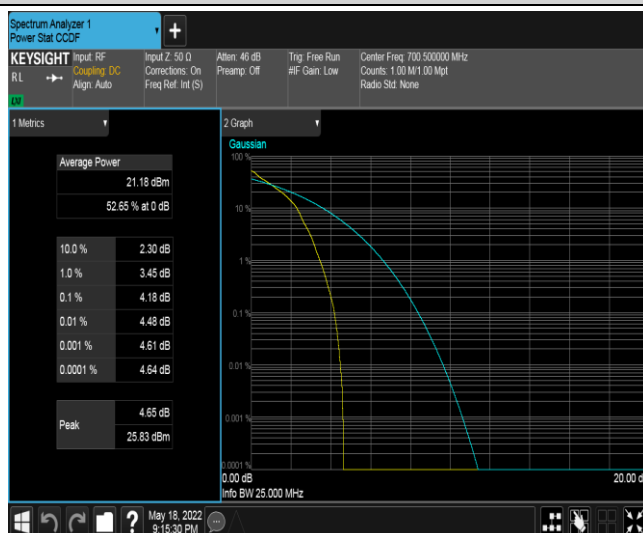 Spectrum Analyzer 1
Power Stat CCDF
+
KEYSIGHT
RL
LXI
Input: RF
Coupling: DC
Align: Auto
Input Z: 50 Ω
Corrections: On
Freq Ref: Int (S)
Atten: 46 dB
Preamp: Off
Trig: Free Run
#IF Gain: Low
Center Freq: 700.500000 MHz
Counts: 1.00 M/1.00 Mpt
Radio Std: None
1 Metrics
Average Power
21.18 dBm
52.65 % at 0 dB
10.0 % 2.30 dB
1.0 % 3.45 dB
0.1 % 4.18 dB
0.01 % 4.48 dB
0.001 % 4.61 dB
0.0001 % 4.64 dB
Peak
4.65 dB
25.83 dBm
2 Graph
Gaussian
100 %
10 %
1 %
0.1 %
0.01 %
0.001 %
0.0001 %
0.00 dB
20.00 d
Info BW 25.000 MHz
?
May 18, 2022
9:15:30 PM